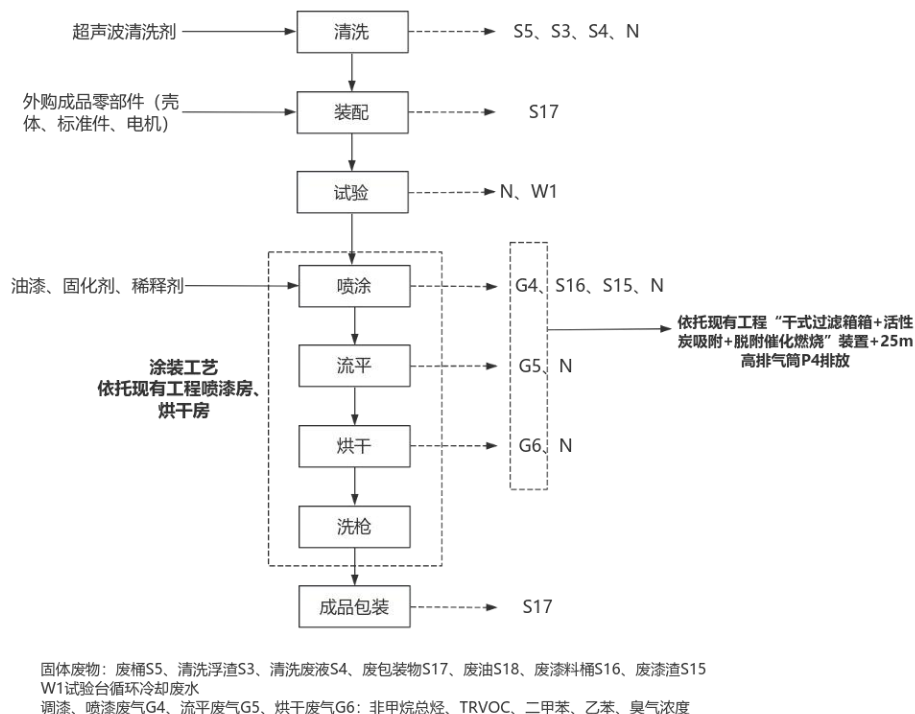 超声波清洗剂
清洗
S5、S3、S4、N
外购成品零部件（壳
体、标准件、电机）
装配
S17
试验
N、W1
油漆、固化剂、稀释剂
喷涂
G4、S16、S15、N
依托现有工程“干式过滤箱箱+活性
炭吸附+脱附催化燃烧”装置+25m
高排气筒P4排放
涂装工艺
依托现有工程喷漆房、
烘干房
流平
G5、N
烘干
G6、N
洗枪
成品包装
S17
固体废物：废桶S5、清洗浮渣S3、清洗废液S4、废包装物S17、废油S18、废漆料桶S16、废漆渣S15
W1试验台循环冷却废水
调漆、喷漆废气G4、流平废气G5、烘干废气G6：非甲烷总烃、TRVOC、二甲苯、乙苯、臭气浓度